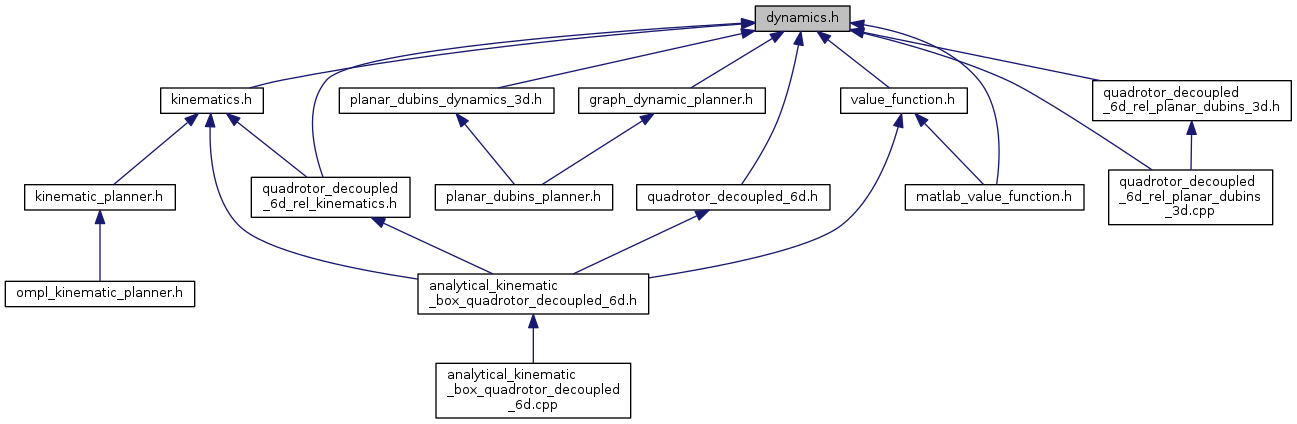 dynamics.h
kinematics.h
planar_dubins_dynamics_3d.h
graph_dynamic_planner.h
value_function.h
quadrotor_decoupled
_6d_rel_planar_dubins_3d.h
kinematic_planner.h
quadrotor_decoupled
_6d_rel_kinematics.h
planar_dubins_planner.h
quadrotor_decoupled_6d.h
matlab_value_function.h
quadrotor_decoupled
_6d_rel_planar_dubins
_3d.cpp
ompl_kinematic_planner.h
analytical_kinematic
_box_quadrotor_decoupled_6d.h
analytical_kinematic
_box_quadrotor_decoupled
_6d.cpp